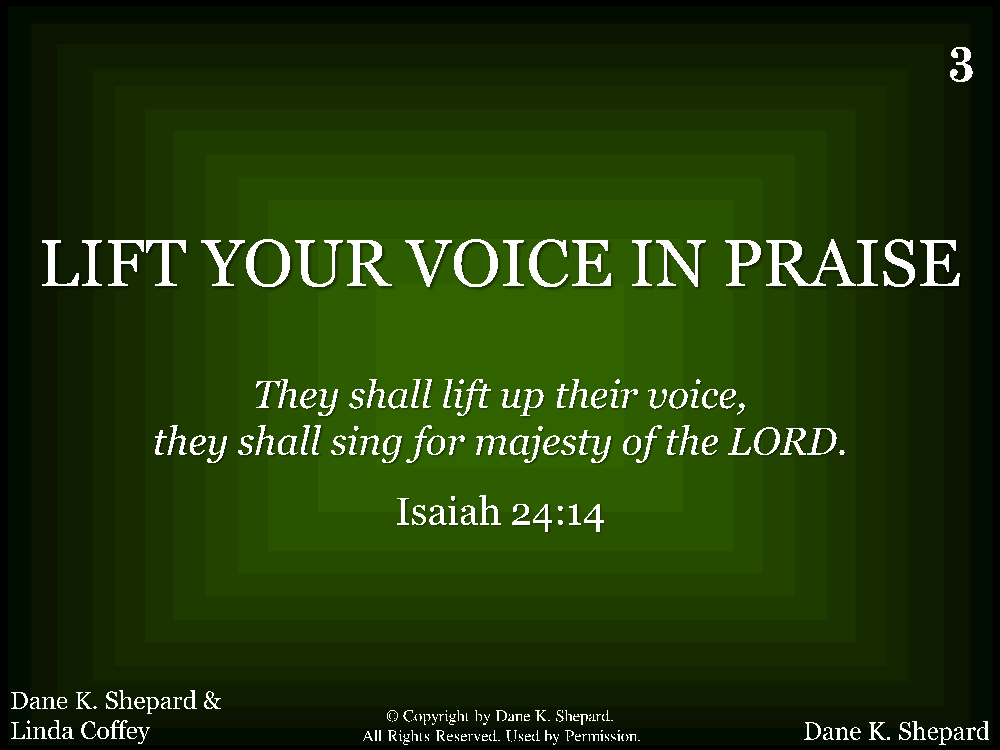 3
LIFT YOUR VOICE IN PRAISE
They shall lift up their voice,
they shall sing for majesty of the LORD.
Isaiah 24:14
Dane K. Shepard &
Linda Coffey
© Copyright by Dane K. Shepard.
All Rights Reserved. Used by Permission.
Dane K. Shepard